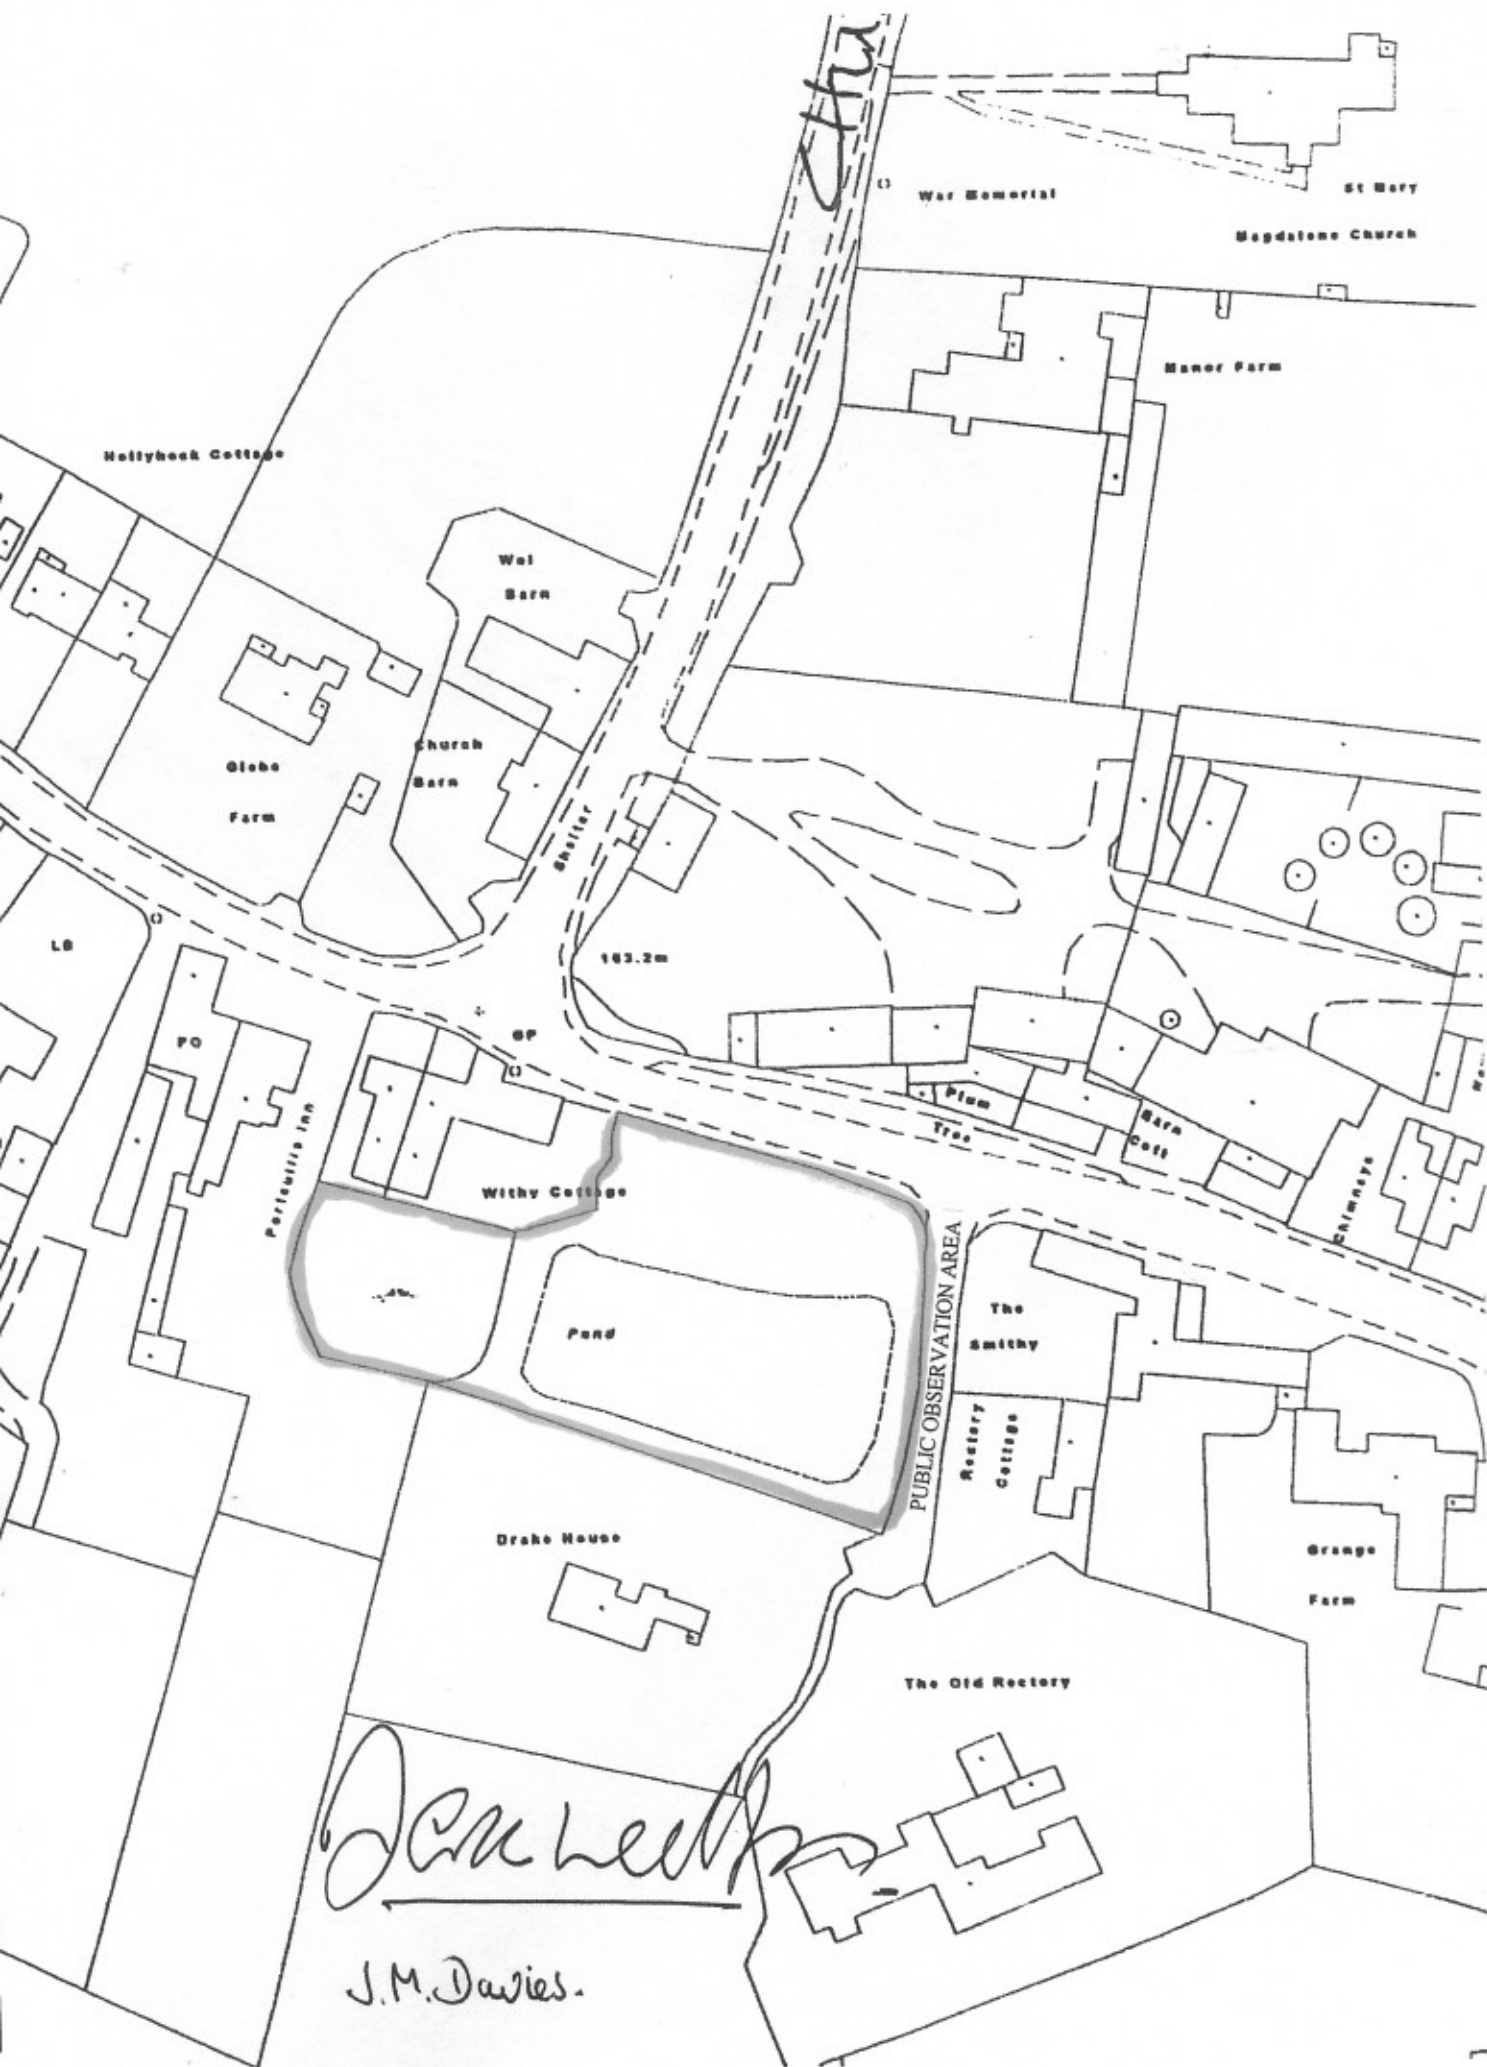 War Memorial
St Mary
Magdalene Church
Manor Farm
Hollyhock Cottage
Wol
Barn
Church
Barn
Glebe
Farm
Shelter
LB
163.2m
PO
GP
Plum
Tree
Barn
Cott
Chimneys
Portcullis Inn
Withy Cottage
Pond
PUBLIC OBSERVATION AREA
The
Smithy
Rectory
Cottage
Drake House
Grange
Farm
The Old Rectory
J.M. Davies.